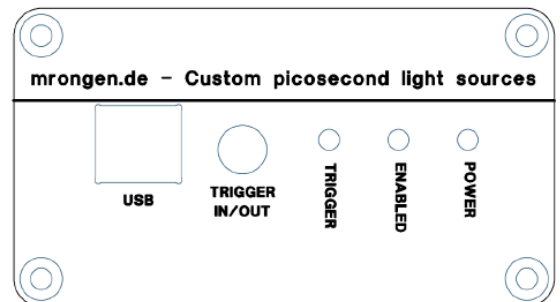 mrongen.de - Custom picosecond light sources
USB
TRIGGER
IN/OUT
TRIGGER
ENABLED
POWER